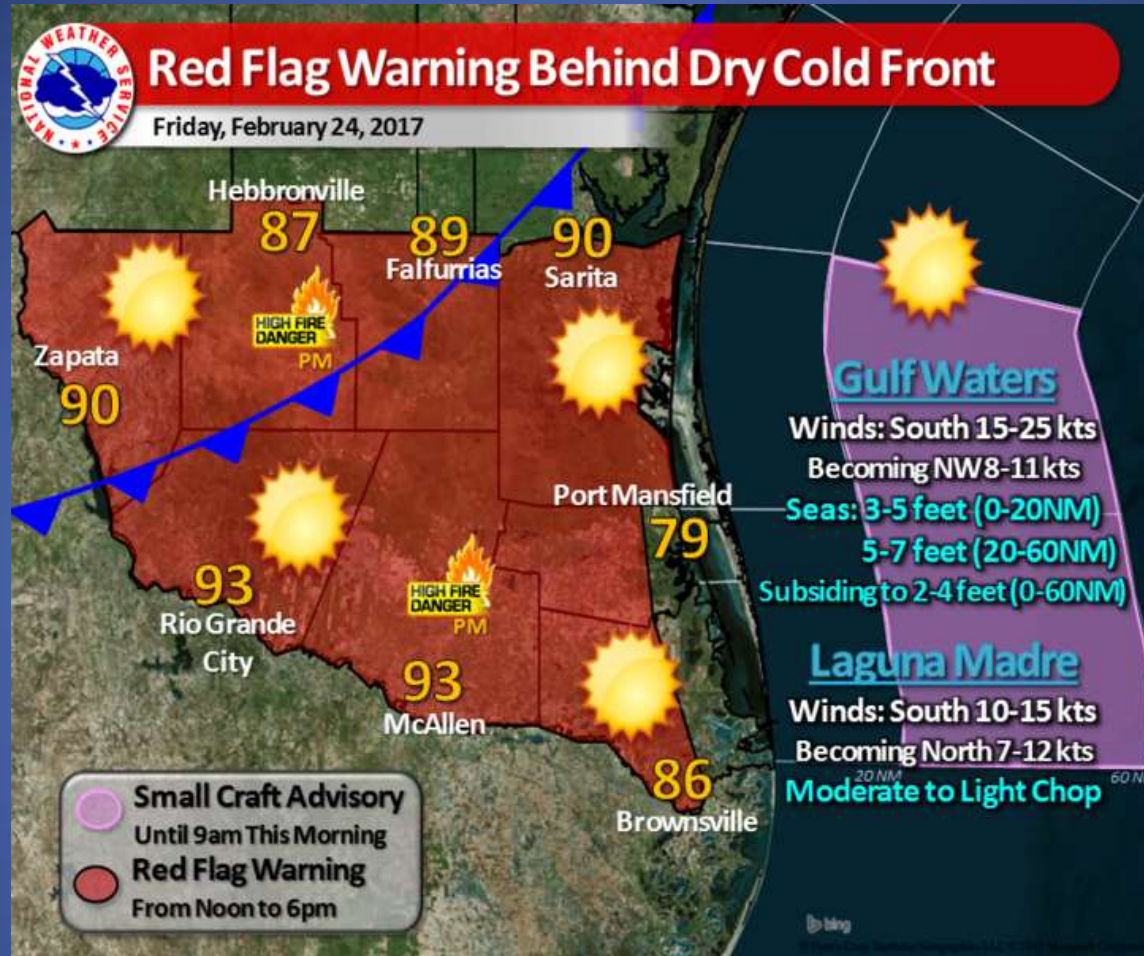 NATIONAL WEATHER SERVICE
Red Flag Warning Behind Dry Cold Front
Friday, February 24, 2017
Hebbronville
87
89
Falfurrias
90
Sarita
HIGH FIRE
DANGER
PM
Zapata
90
Gulf Waters
Winds: South 15-25 kts
Becoming NW 8-11 kts
Seas: 3-5 feet (0-20NM)
5-7 feet (20-60NM)
Subsiding to 2-4 feet (0-60NM)
Port Mansfield
79
93
Rio Grande
City
HIGH FIRE
DANGER
PM
93
McAllen
Laguna Madre
Winds: South 10-15 kts
Becoming North 7-12 kts
20 NM
60 N
Moderate to Light Chop
86
Brownsville
Small Craft Advisory
Until 9am This Morning
Red Flag Warning
From Noon to 6pm
bing